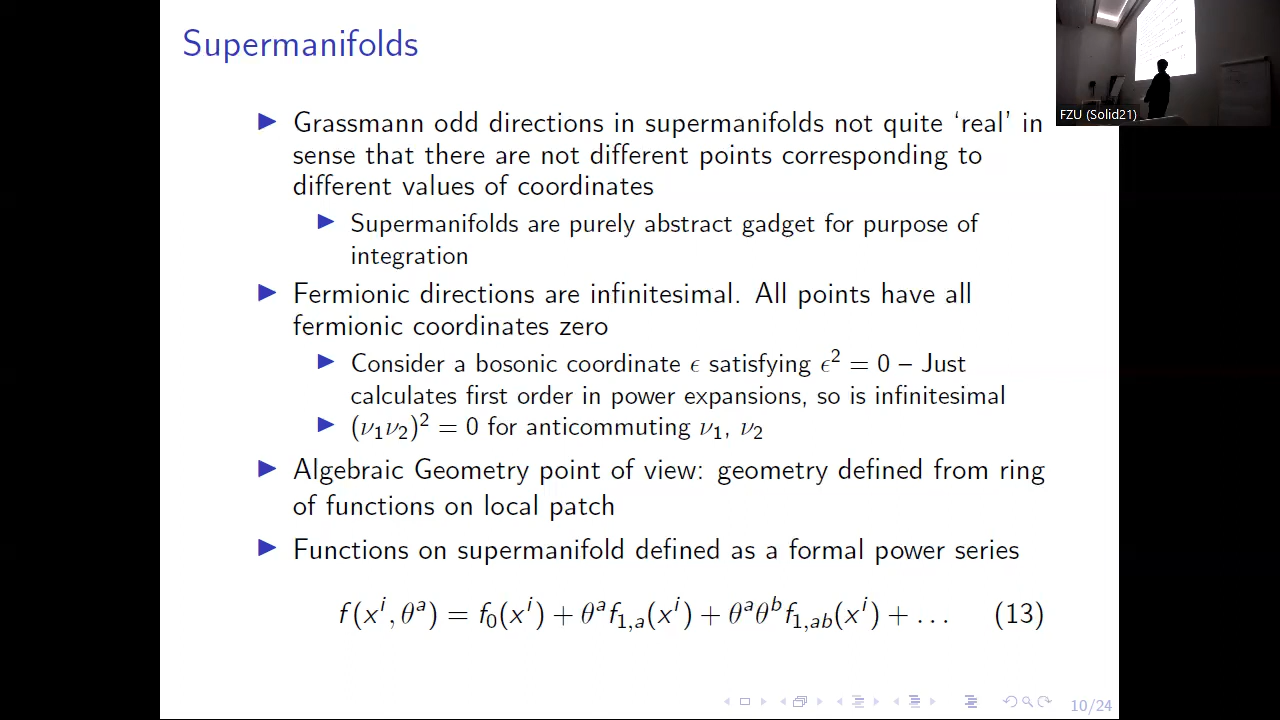 Supermanifolds
FZU (Solid21)
▶ Grassmann odd directions in supermanifolds not quite ‘real’ in
sense that there are not different points corresponding to
different values of coordinates
▶ Supermanifolds are purely abstract gadget for purpose of
integration
▶ Fermionic directions are infinitesimal. All points have all
fermionic coordinates zero
▶ Consider a bosonic coordinate ϵ satisfying ϵ² = 0 – Just
calculates first order in power expansions, so is infinitesimal
▶ (ν₁ν₂)² = 0 for anticommuting ν₁, ν₂
▶ Algebraic Geometry point of view: geometry defined from ring
of functions on local patch
▶ Functions on supermanifold defined as a formal power series
f(xⁱ, θᵃ) = f₀(xⁱ) + θᵃf₁,ₐ(xⁱ) + θᵃθᵇf_{1,ab}(xⁱ) + . . . (13)
10/24